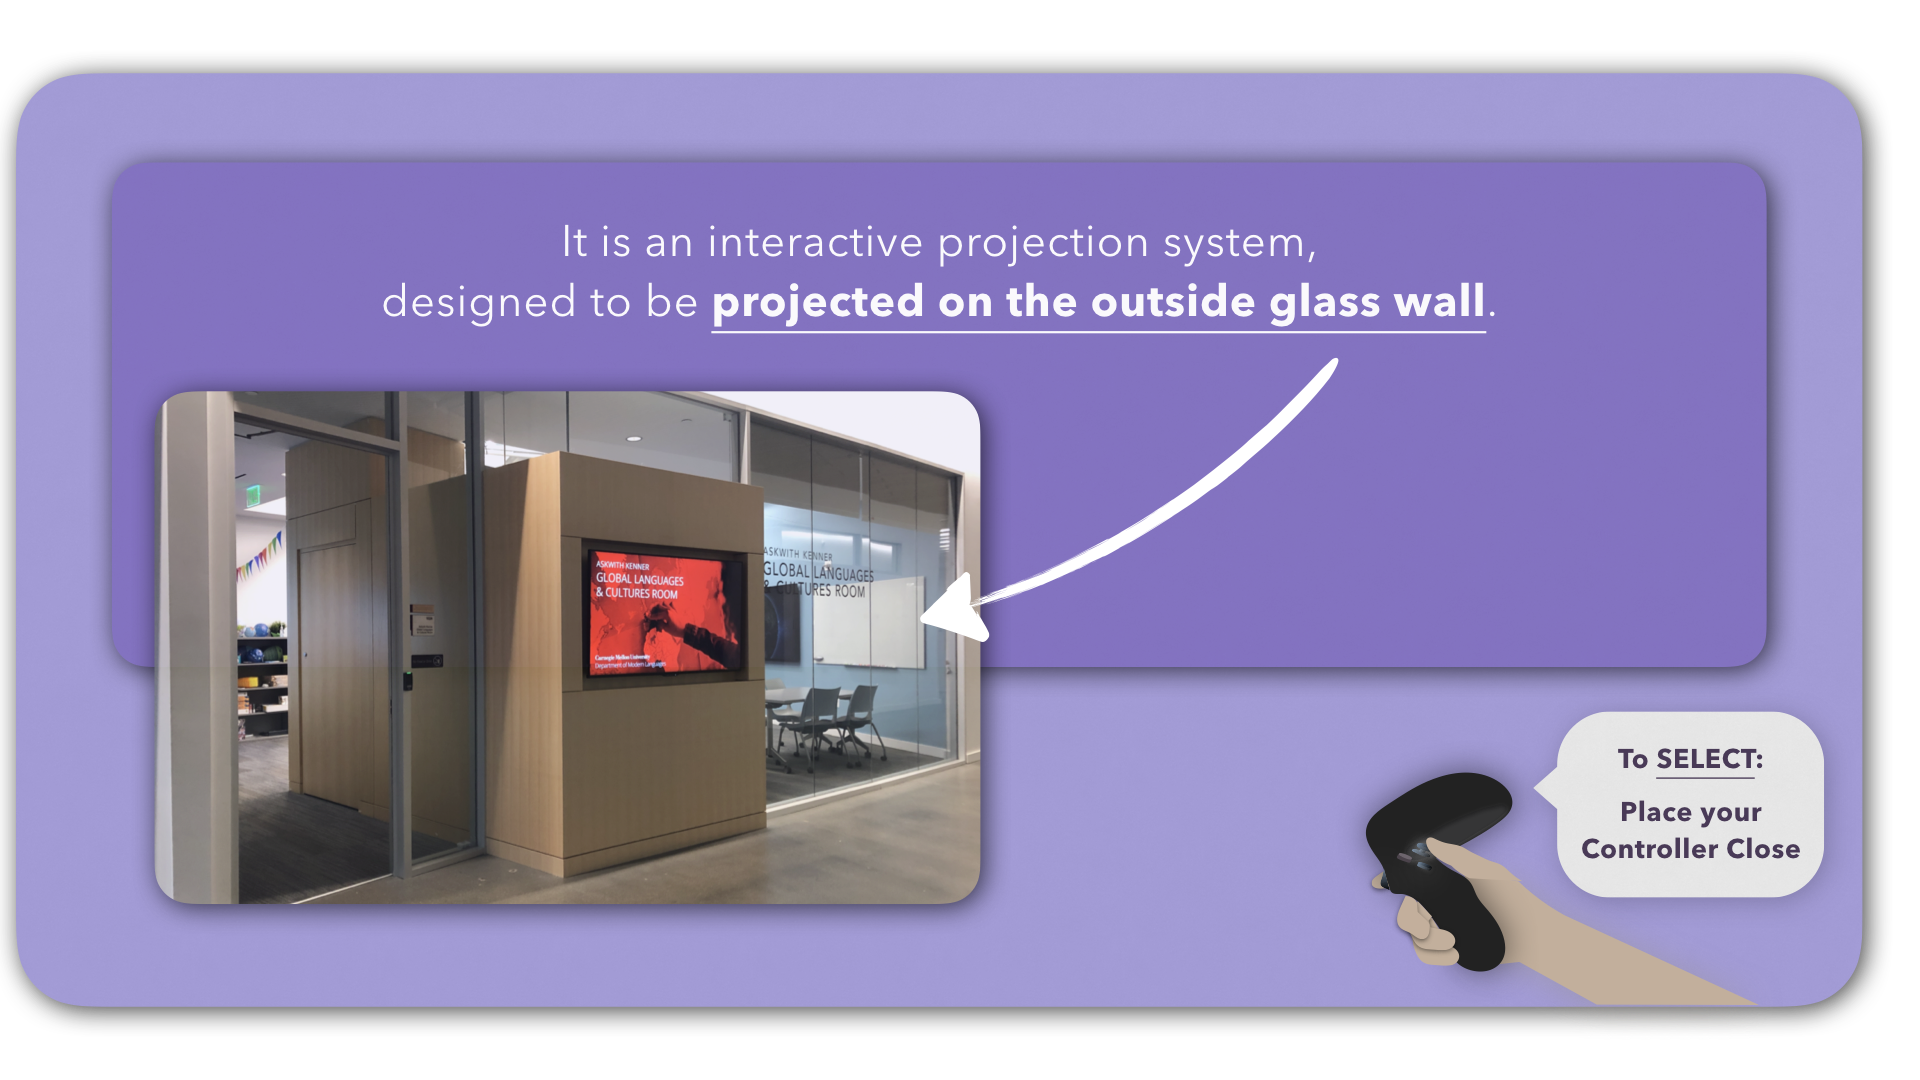 It is an interactive projection system,
designed to be projected on the outside glass wall.
ASKWITH KENNER
GLOBAL LANGUAGES
& CULTURES ROOM
Carnegie Mellon University
Department of Modern Languages
ASKWITH KENNER
GLOBAL LANGUAGES
& CULTURES ROOM
To SELECT:
Place your
Controller Close